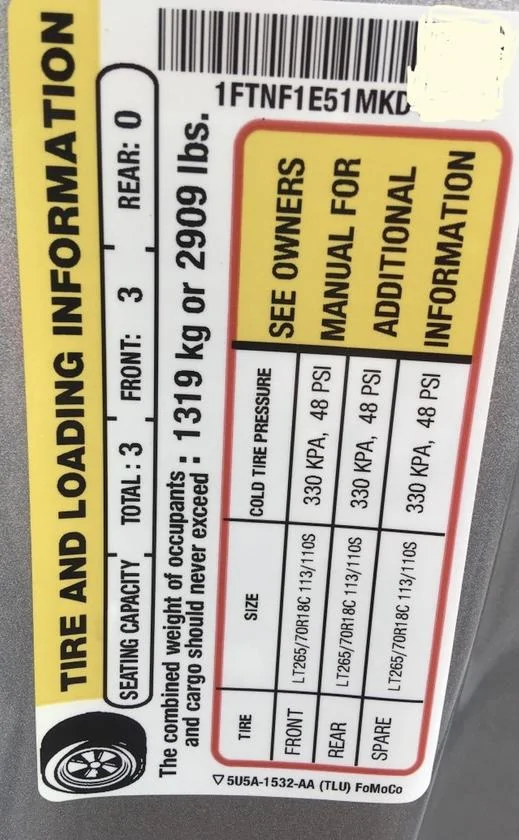 TIRE AND LOADING INFORMATION
SEATING CAPACITY TOTAL : 3 FRONT: 3 REAR: 0
The combined weight of occupants
and cargo should never exceed : 1319 kg or 2909 lbs.
TIRE SIZE COLD TIRE PRESSURE
FRONT LT265/70R18C 113/110S 330 KPA, 48 PSI
REAR LT265/70R18C 113/110S 330 KPA, 48 PSI
SPARE LT265/70R18C 113/110S 330 KPA, 48 PSI
SEE OWNERS
MANUAL FOR
ADDITIONAL
INFORMATION
5U5A-1532-AA (TLU) FoMoCo
1FTNF1E51MKD